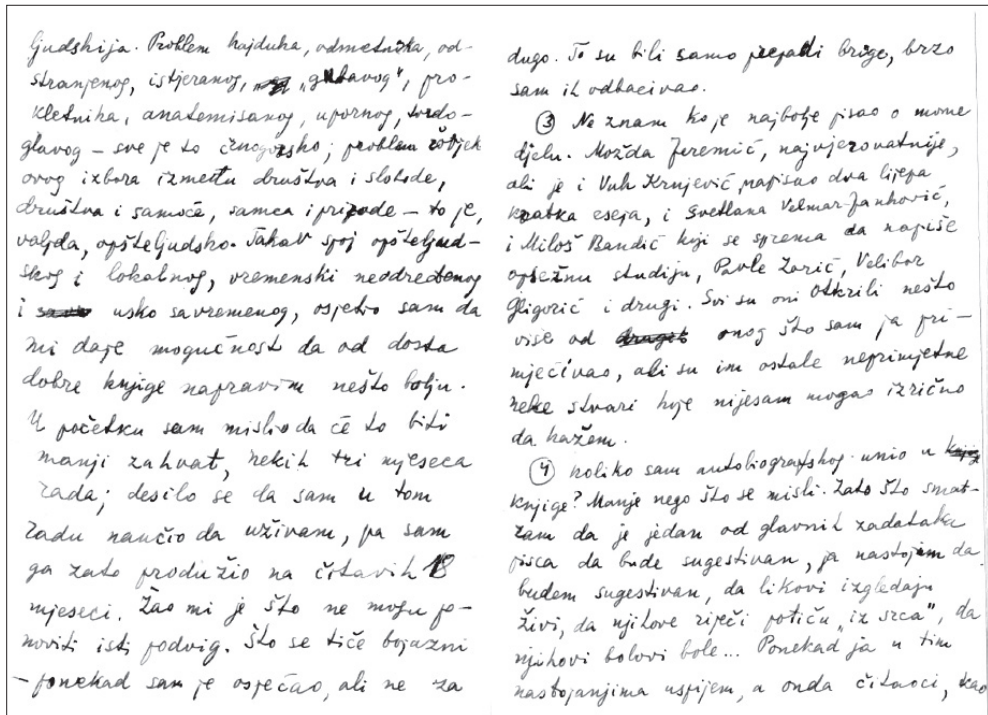 ljudskija. Problem hajduka, odmetnika, od-
stranjenog, istjeranog, „gubavog", pro-
kletnika, anatemisanog, upornog, tvrdo-
glavog – sve je to crnogorsko; problem čovjek
ovog izbora između društva i slobode,
društva i samoće, samca i prirode – to je,
valjda, opšteljudsko. Takav spoj opšteljud-
skog i lokalnog, vremenski neodređenog
i usko savremenog, osjetio sam da
mi daje mogućnost da od dosta
dobre knjige napravim nešto bolju.
U početku sam mislio da će to biti
manji zahvat, nekih tri mjeseca
rada; desilo se da sam u tom
radu naučio da uživam, pa sam
ga zato produžio na čitavih 18
mjeseci. Žao mi je što ne mogu po-
noviti isti podvig. Što se tiče bojazni
– ponekad sam je osjećao, ali ne za
dugo. To su bili samo prepadi brige, brzo
sam ih odbacivao.
③ Ne znam ko je najbolje pisao o mome
djelu. Možda Jeremić, najvjerovatnije,
ali je i Vuk Krnjević napisao dva lijepa
kratka eseja, i Svetlana Velmar-Janković,
i Miloš Bandić koji se sprema da napiše
opsežnu studiju, Pavle Zorić, Velibor
Gligorić i drugi. Svi su oni otkrili nešto
više od onog što sam ja pri-
mjećivao, ali su im ostale neprimjetne
neke stvari koje nijesam mogao izrično
da kažem.
④ Koliko sam autobiografskog unio u
knjige? Manje nego što se misli. Zato što smat-
ram da je jedan od glavnih zadataka
pisca da bude sugestivan, ja nastojim da
budem sugestivan, da likovi izgledaju
živi, da njihove riječi potiču „iz srca", da
njihovi bolovi bole... Ponekad ja u tim
nastojanjima uspijem, a onda čitaoci, kao